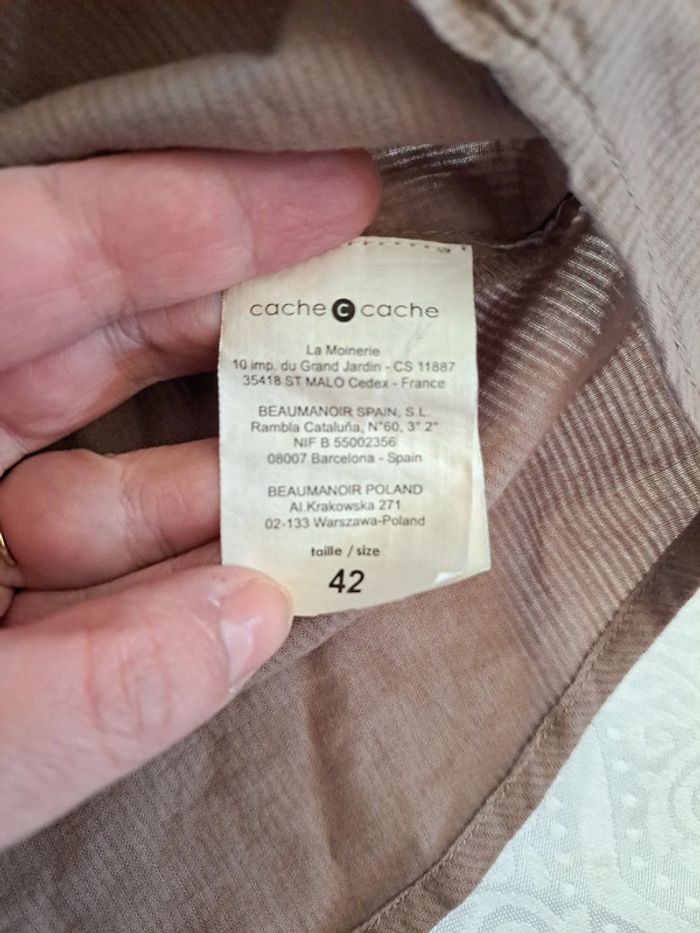 cache c cache
La Moinerie
10 imp. du Grand Jardin - CS 11887
35418 ST MALO Cedex - France
BEAUMANOIR SPAIN, S.L.
Rambla Cataluña, N°60, 3° 2°
NIF B 55002356
08007 Barcelona - Spain
BEAUMANOIR POLAND
Al.Krakowska 271
02-133 Warszawa-Poland
taille / size
42